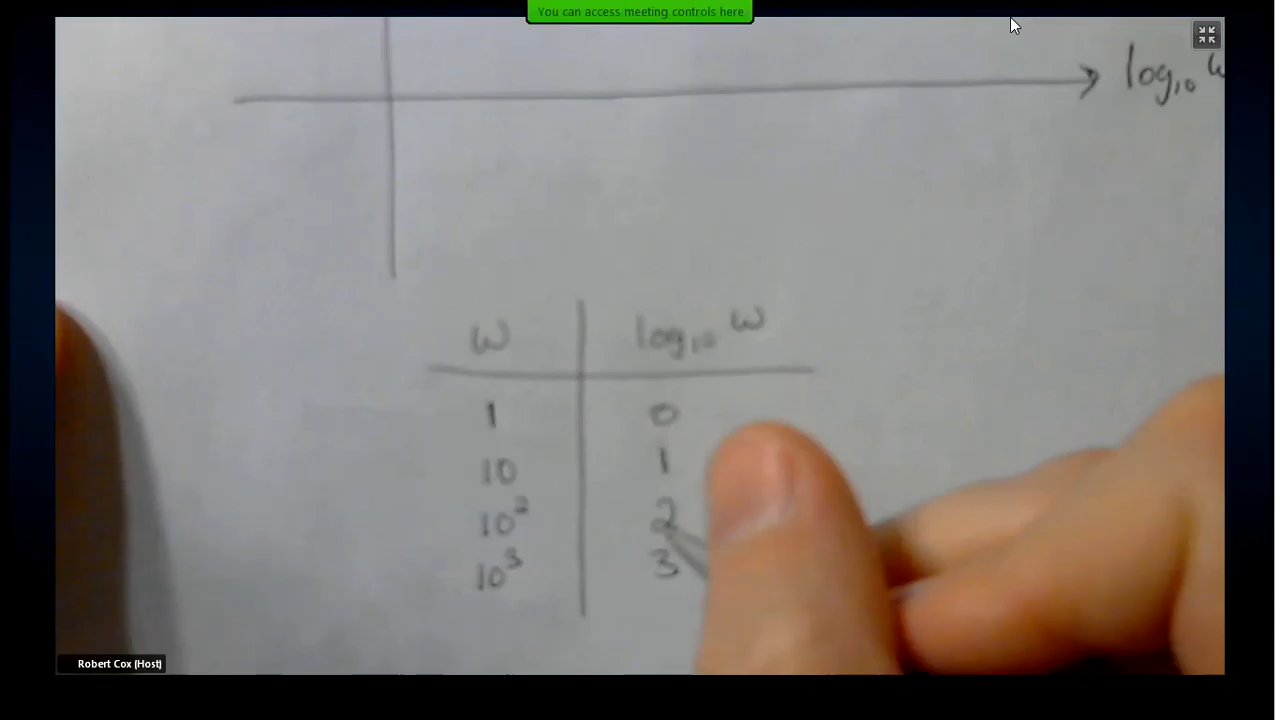 You can access meeting controls here
log₁₀ ω
ω | log₁₀ ω
1 | 0
10 | 1
10² | 2
10³ | 3
Robert Cox (Host)